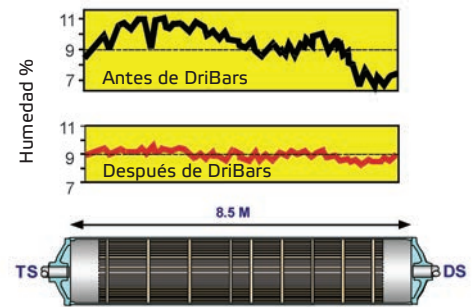 11
9
7
Antes de DriBars
Humedad %
11
9
7
Después de DriBars
8.5 M
TS
DS